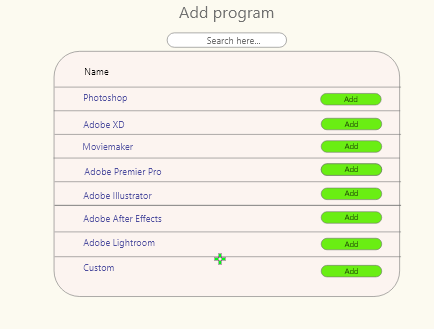 Add program
Search here...
Name
Photoshop Add
Adobe XD Add
Moviemaker Add
Adobe Premier Pro Add
Adobe Illustrator Add
Adobe After Effects Add
Adobe Lightroom Add
Custom Add